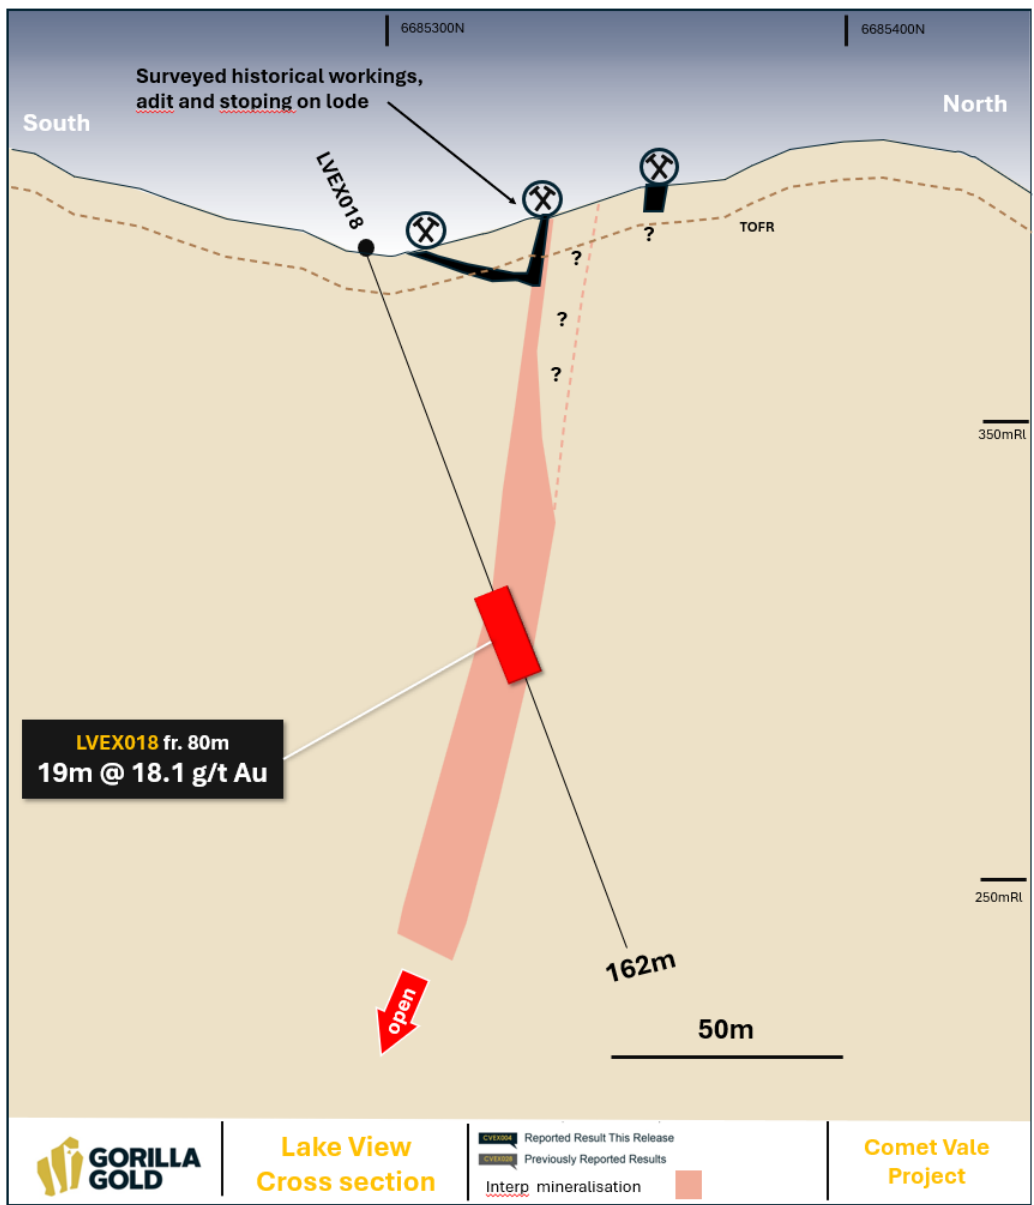 6685300N
6685400N
Surveyed historical workings,
adit and stoping on lode
South
North
LVEX018
?
TOFR
?
?
?
350mRl
LVEX018 fr. 80m
19m @ 18.1 g/t Au
250mRl
162m
open
50m
GORILLA
GOLD
Lake View
Cross section
CVEX004 Reported Result This Release
CVEX028 Previously Reported Results
Interp mineralisation
Comet Vale
Project